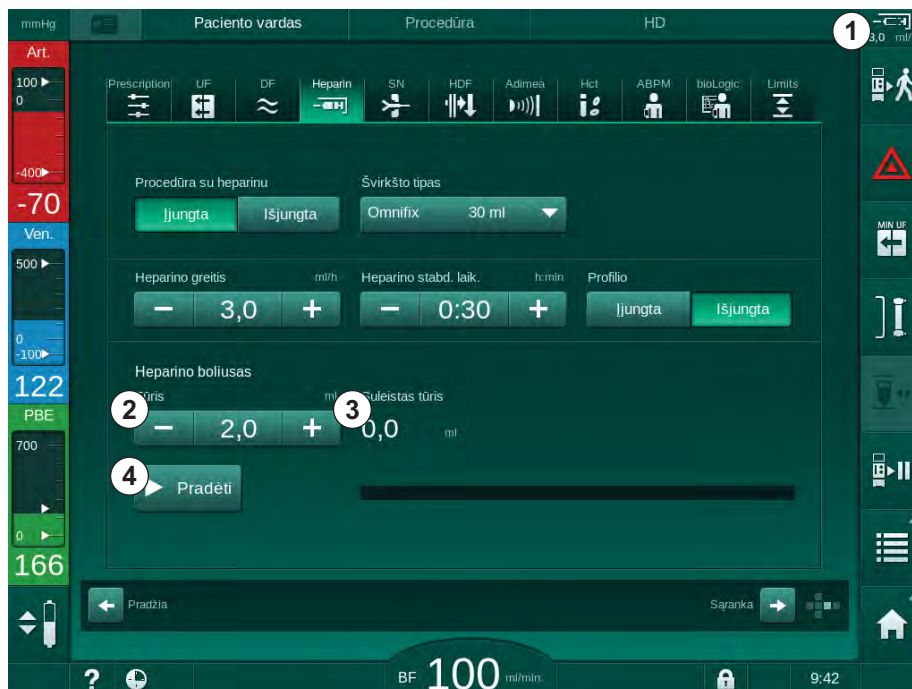 mmHg Paciento vardas Procedūra HD
1
3,0 ml/
Art.
100
0
-400
-70
Ven.
500
0
-100
122
PBE
700
0
166
Prescription UF DF Heparin SN HDF Adimea Hct ABPM bioLogic Limits
Procedūra su heparinu Švirkšto tipas
Įjungta Išjungta Omnifix 30 ml
Heparino greitis ml/h Heparino stabd. laik. h:min Profilio
− 3,0 + − 0:30 + Įjungta Išjungta
Heparino boliusas
2 ml 3 tūris
− 2,0 + 0,0 ml
4 Pradėti
MIN UF
Pradžia Sąranka
? BF 100 ml/min. 9:42